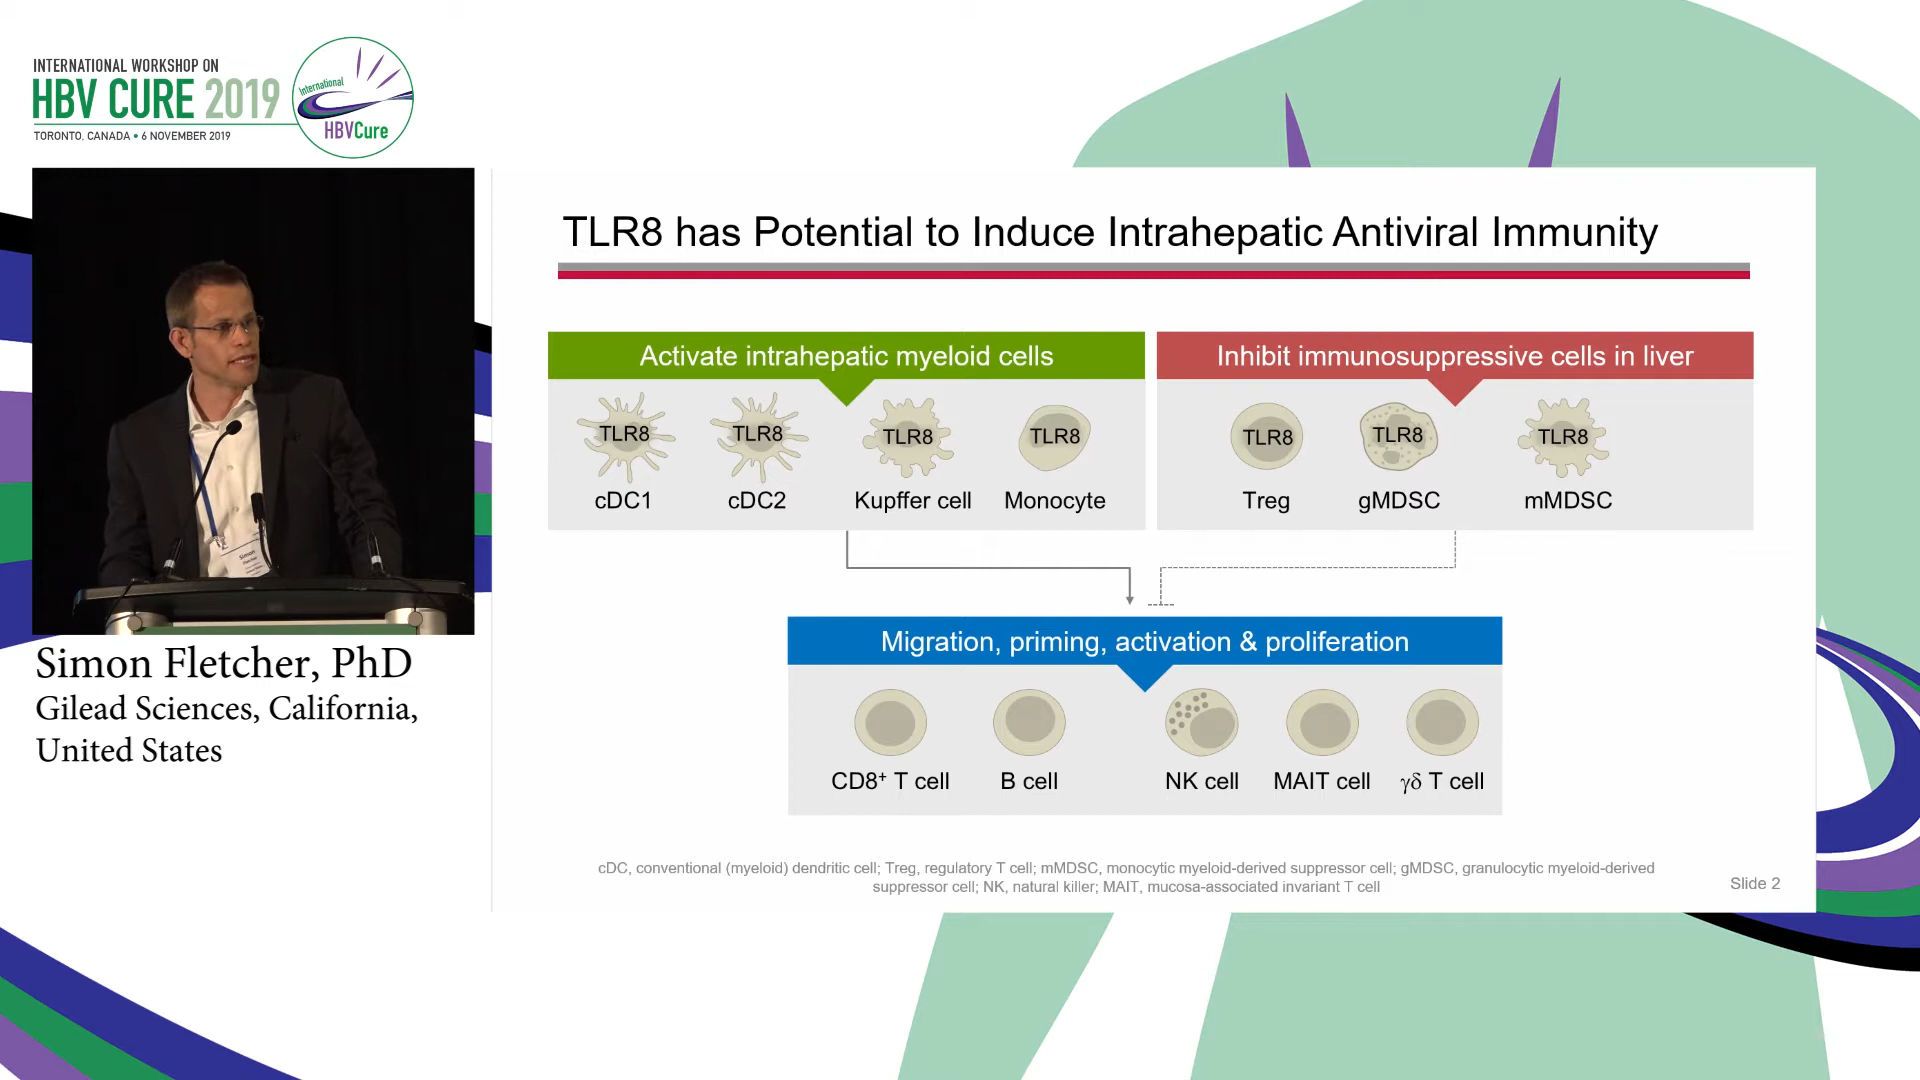 INTERNATIONAL WORKSHOP ON
HBV CURE 2019
TORONTO, CANADA • 6 NOVEMBER 2019
International
HBVCure
Simon
Fletcher
Simon Fletcher, PhD
Gilead Sciences, California,
United States
TLR8 has Potential to Induce Intrahepatic Antiviral Immunity
Activate intrahepatic myeloid cells
TLR8 TLR8 TLR8 TLR8
cDC1 cDC2 Kupffer cell Monocyte
Inhibit immunosuppressive cells in liver
TLR8 TLR8 TLR8
Treg gMDSC mMDSC
Migration, priming, activation & proliferation
CD8⁺ T cell B cell NK cell MAIT cell γδ T cell
cDC, conventional (myeloid) dendritic cell; Treg, regulatory T cell; mMDSC, monocytic myeloid-derived suppressor cell; gMDSC, granulocytic myeloid-derived
suppressor cell; NK, natural killer; MAIT, mucosa-associated invariant T cell
Slide 2